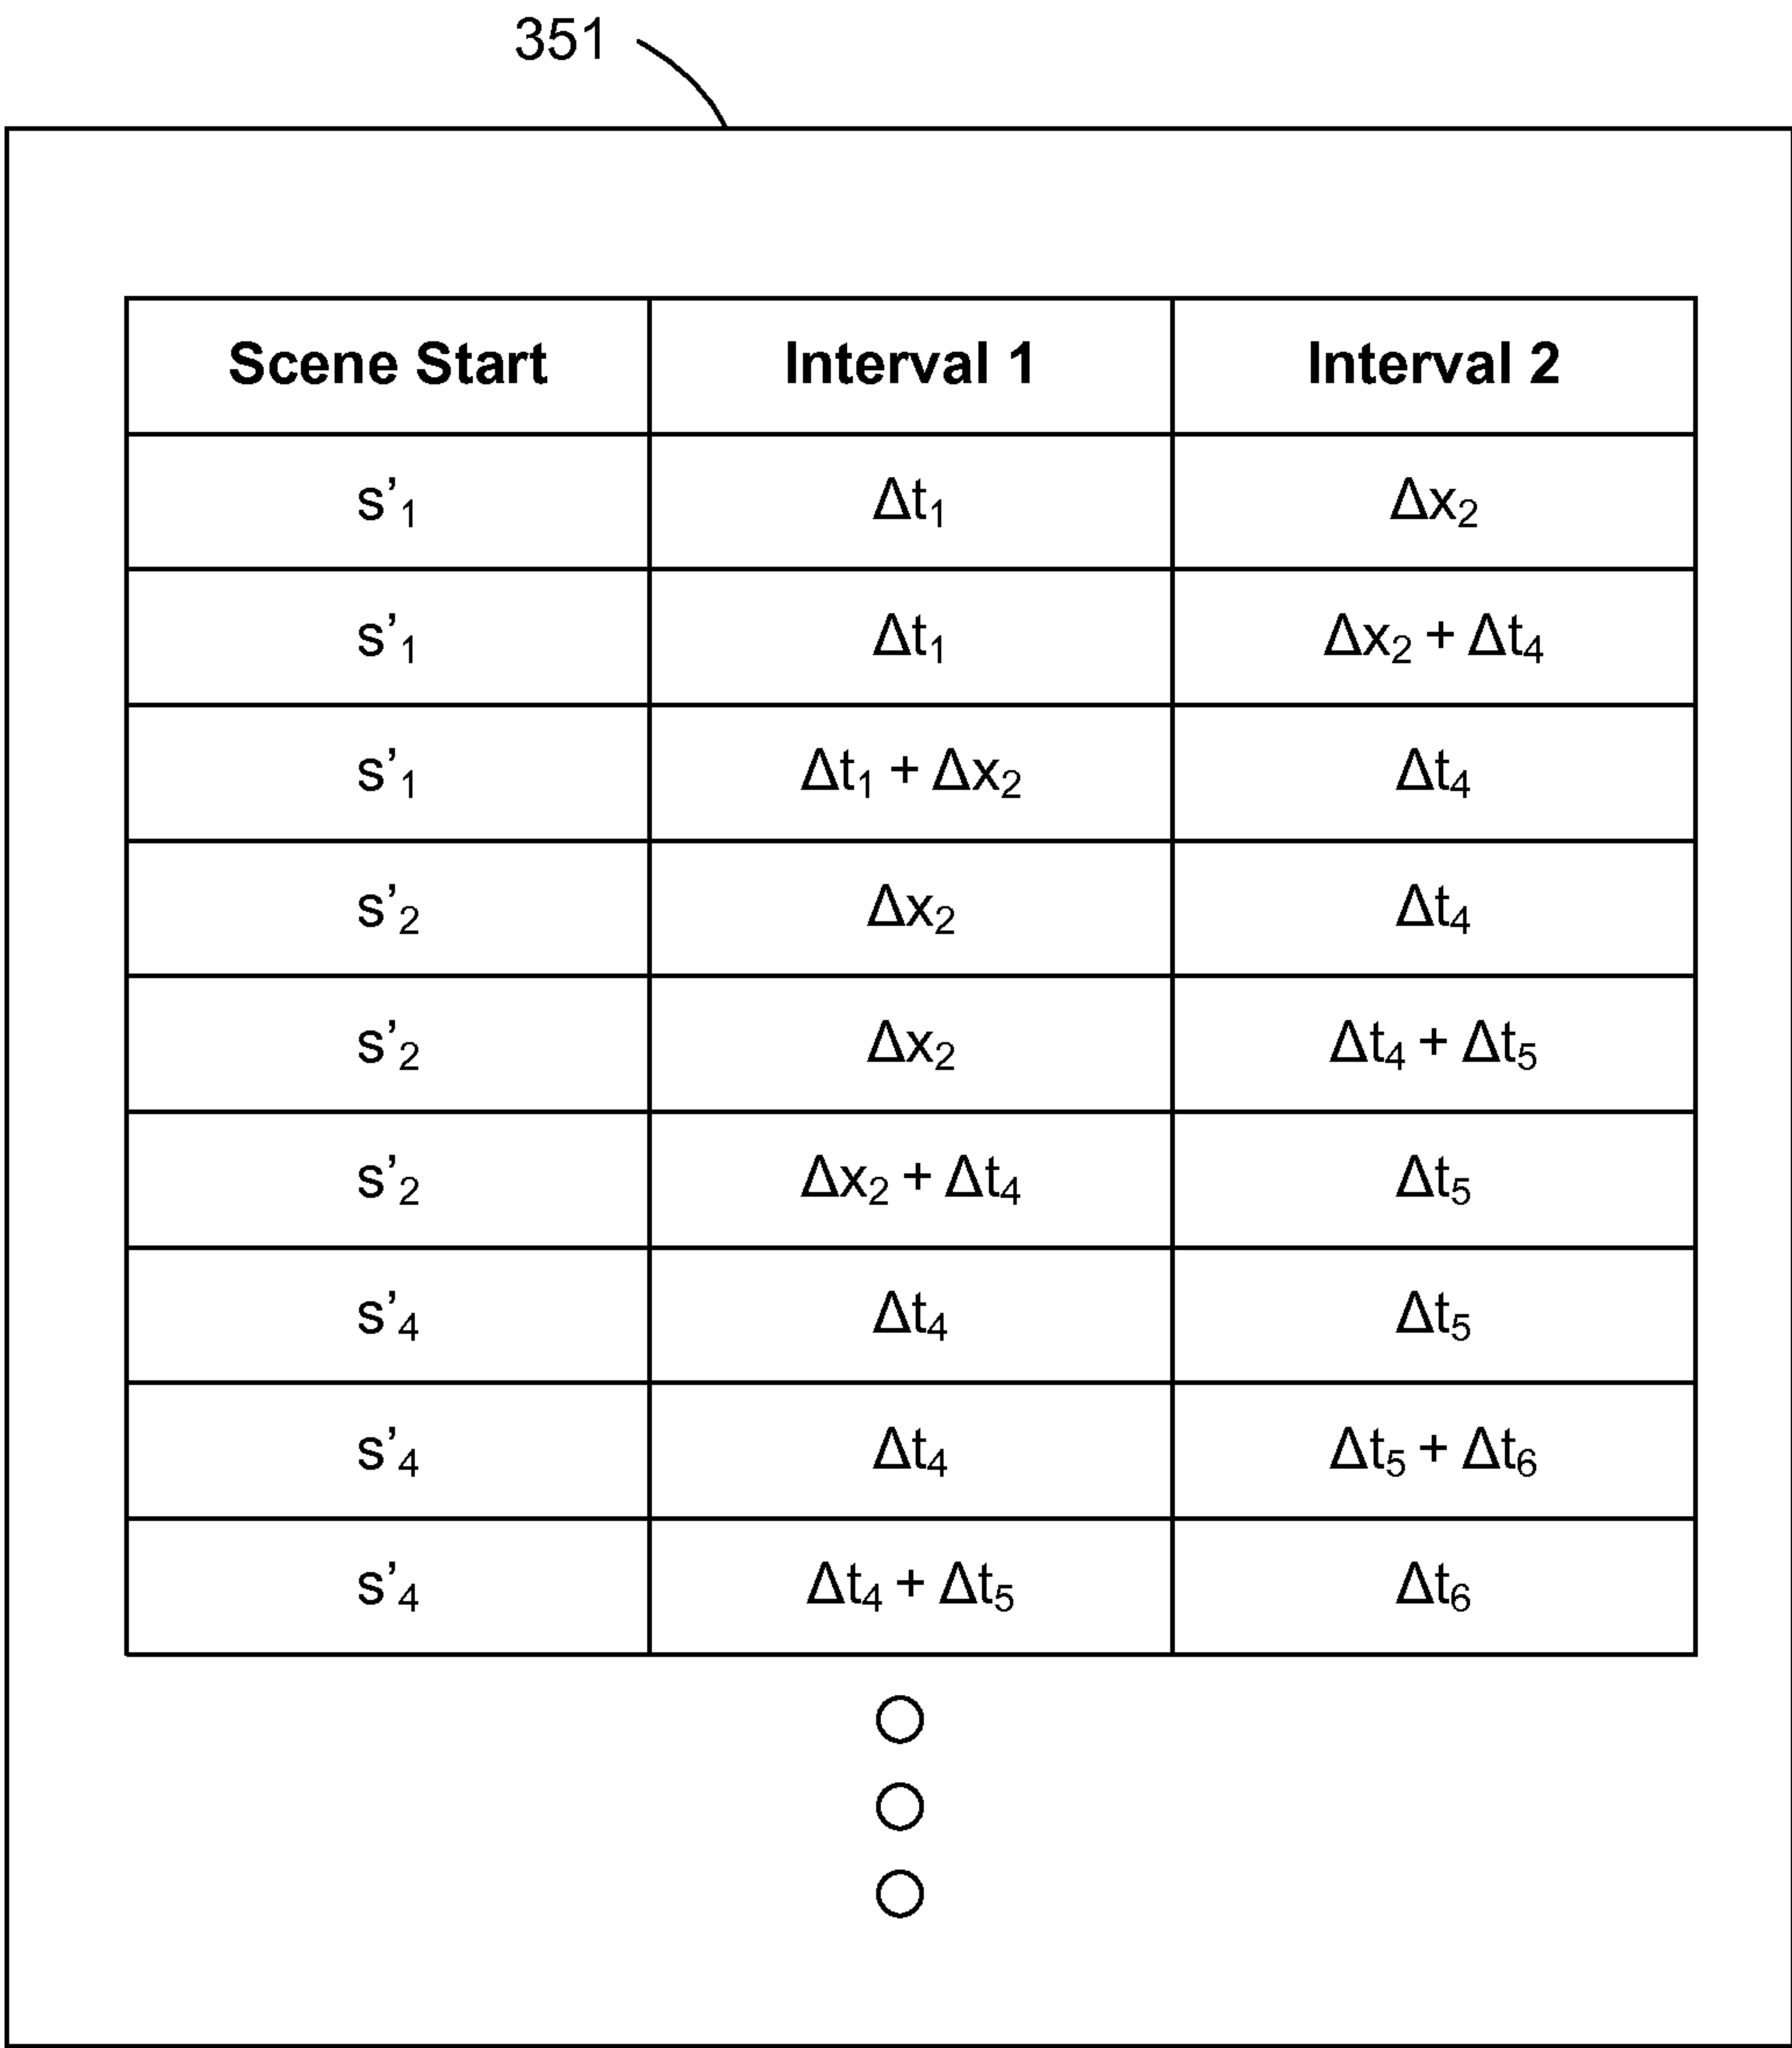 351
Scene Start Interval 1 Interval 2
s’₁ Δt₁ Δx₂
s’₁ Δt₁ Δx₂ + Δt₄
s’₁ Δt₁ + Δx₂ Δt₄
s’₂ Δx₂ Δt₄
s’₂ Δx₂ Δt₄ + Δt₅
s’₂ Δx₂ + Δt₄ Δt₅
s’₄ Δt₄ Δt₅
s’₄ Δt₄ Δt₅ + Δt₆
s’₄ Δt₄ + Δt₅ Δt₆